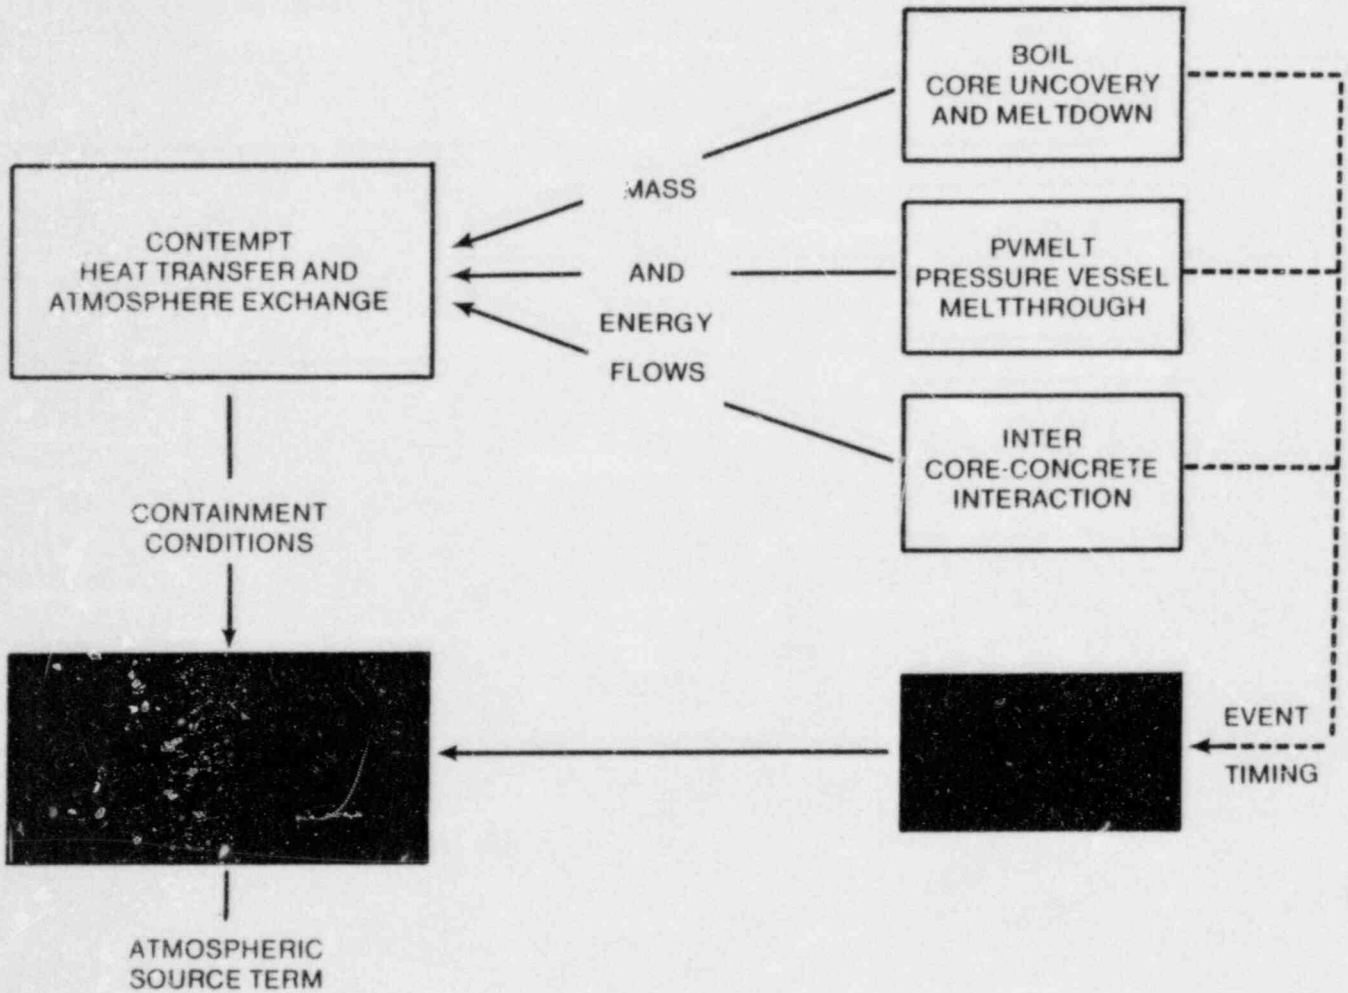 BOIL
CORE UNCOVERY
AND MELTDOWN
MASS
CONTEMPT
HEAT TRANSFER AND
ATMOSPHERE EXCHANGE
AND
ENERGY
FLOWS
PVMELT
PRESSURE VESSEL
MELTTHROUGH
INTER
CORE-CONCRETE
INTERACTION
CONTAINMENT
CONDITIONS
EVENT
TIMING
ATMOSPHERIC
SOURCE TERM